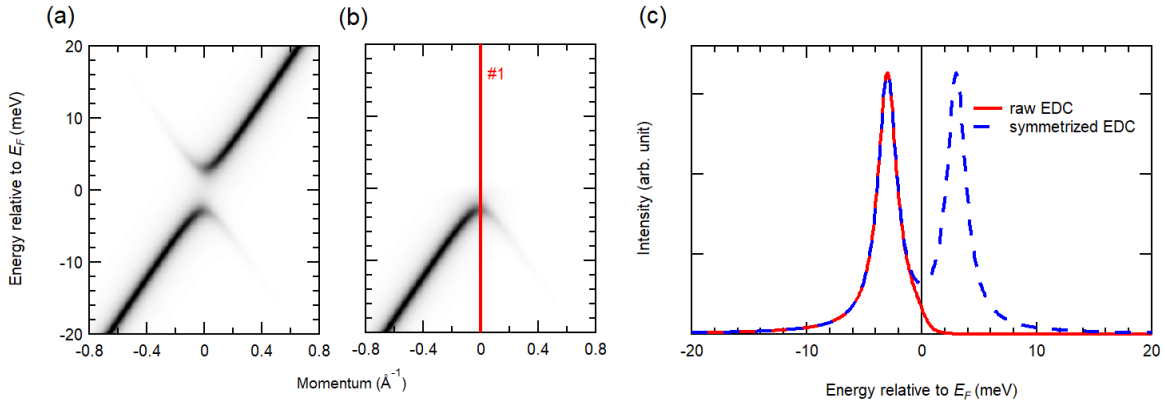 (a)
(b)
(c)
20
10
0
-10
-20
Energy relative to E_F (meV)
-0.8 -0.4 0 0.4 0.8
#1
-0.8 -0.4 0 0.4 0.8
Momentum (Å⁻¹)
Intensity (arb. unit)
raw EDC
symmetrized EDC
-20 -10 0 10 20
Energy relative to E_F (meV)